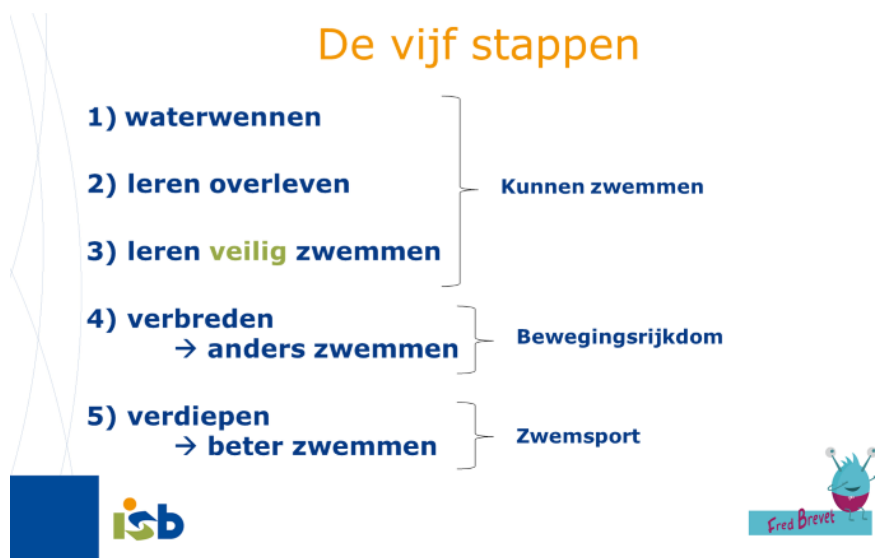 De vijf stappen
1) waterwennen
2) leren overleven
Kunnen zwemmen
3) leren veilig zwemmen
4) verbreden
→ anders zwemmen
Bewegingsrijkdom
5) verdiepen
→ beter zwemmen
Zwemsport
isb
Fred Brevet